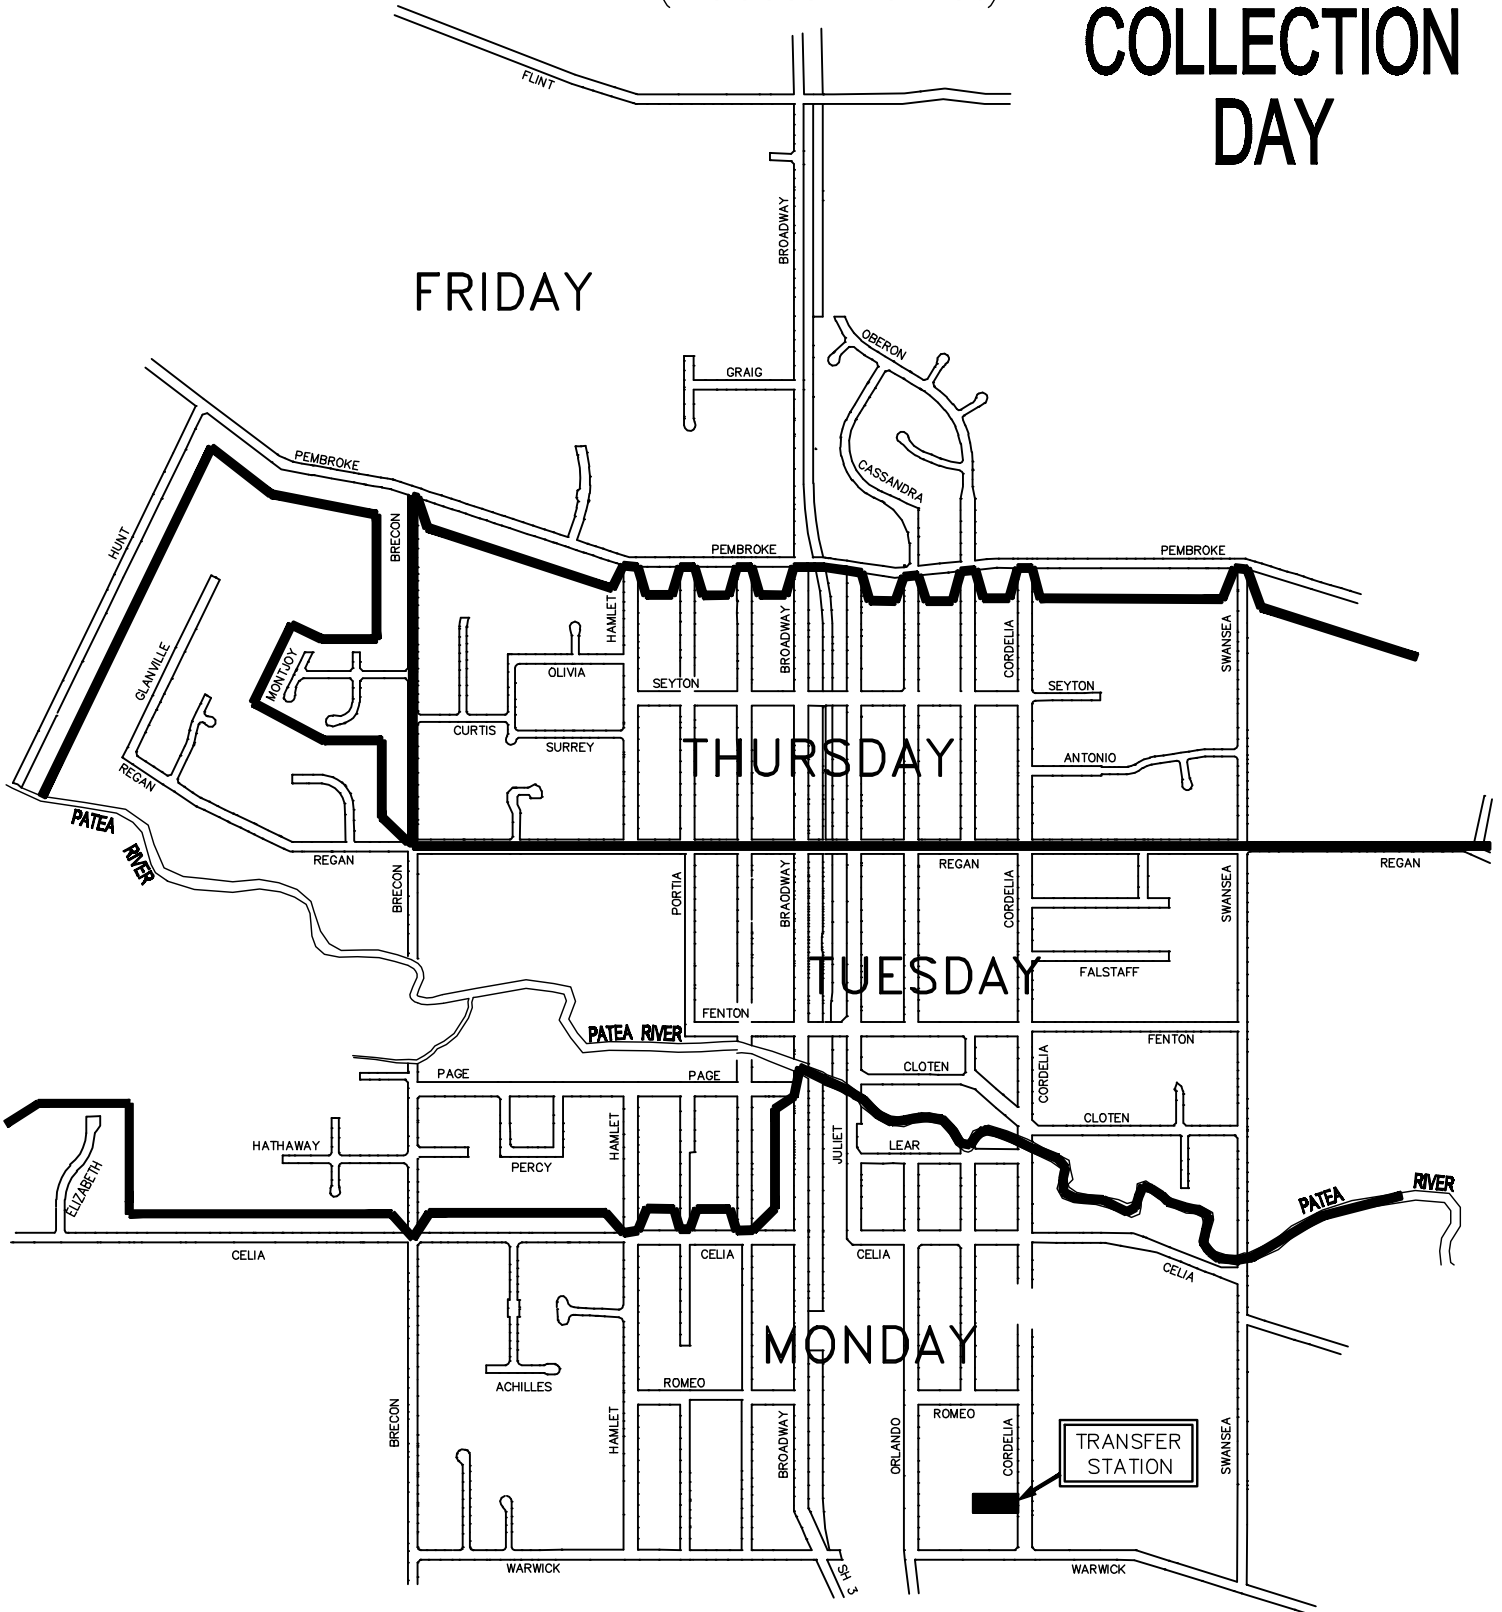 COLLECTION
DAY
FLINT
BROADWAY
FRIDAY
OBERON
GRAIG
PEMBROKE
CASSANDRA
HUNT
BRECON
PEMBROKE
PEMBROKE
HAMLET
BROADWAY
CORDELIA
SWANSEA
GLANVILLE
MONTJOY
OLIVIA
SEYTON
SEYTON
CURTIS
SURREY
THURSDAY
ANTONIO
REGAN
PATEA
RIVER
REGAN
REGAN
REGAN
BRECON
PORTIA
BRAODWAY
CORDELIA
SWANSEA
TUESDAY
FALSTAFF
FENTON
PATEA RIVER
FENTON
CLOTEN
CORDELIA
PAGE
PAGE
CLOTEN
HATHAWAY
HAMLET
JULIET
LEAR
PERCY
ELIZABETH
PATEA
RIVER
CELIA
CELIA
CELIA
CELIA
MONDAY
ACHILLES
ROMEO
ROMEO
BRECON
HAMLET
BROADWAY
ORLANDO
CORDELIA
TRANSFER
STATION
SWANSEA
WARWICK
SH 3
WARWICK